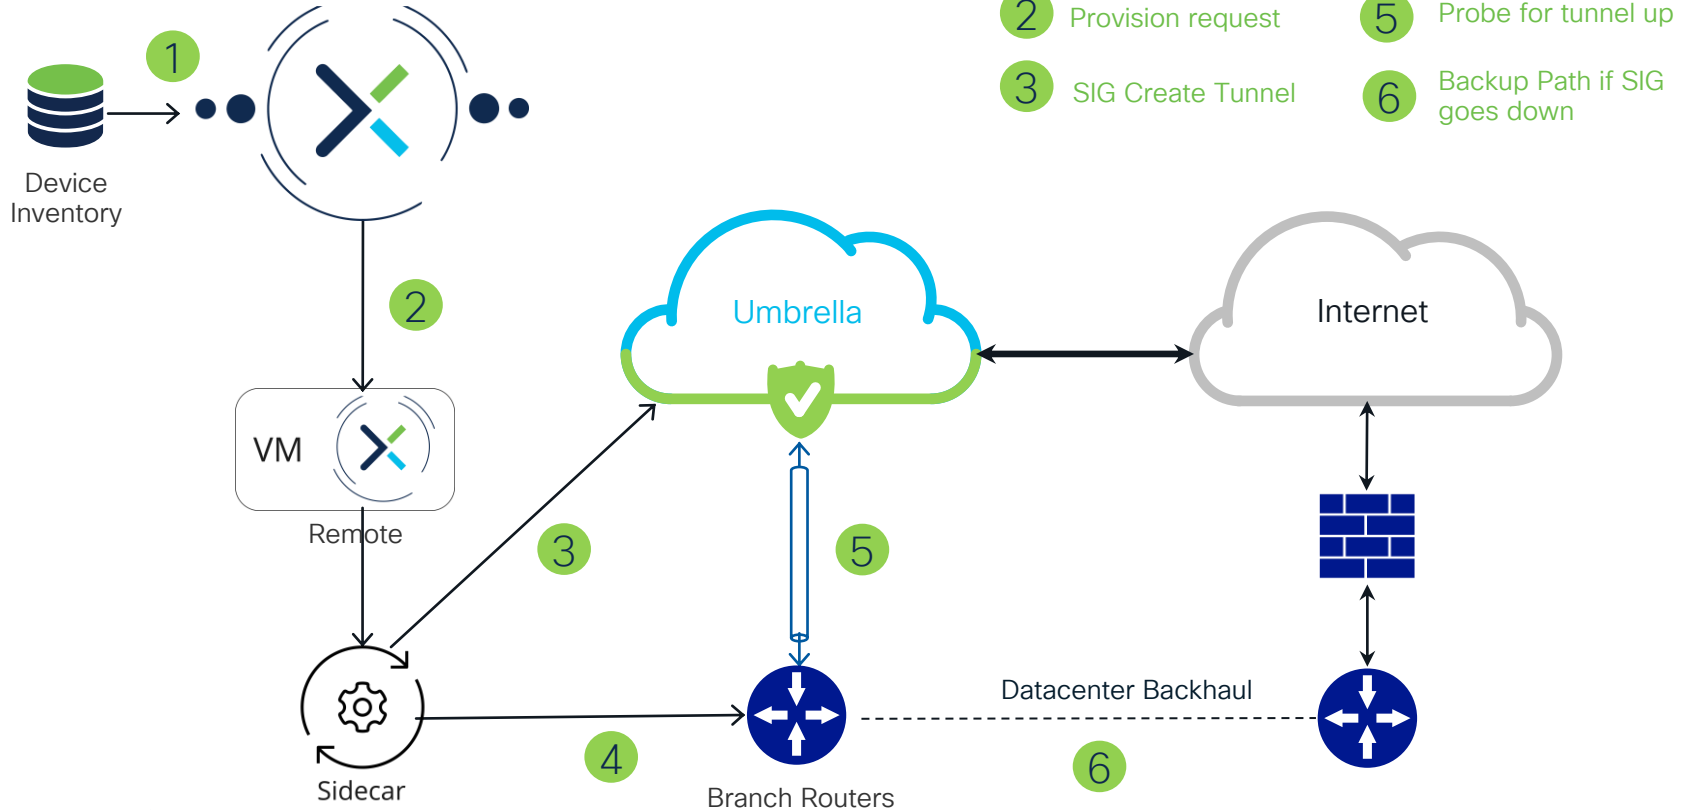 2 Provision request
5 Probe for tunnel up
3 SIG Create Tunnel
6 Backup Path if SIG
goes down
1
Device
Inventory
2
Umbrella
Internet
VM
Remote
3
5
Datacenter Backhaul
4
6
Sidecar
Branch Routers